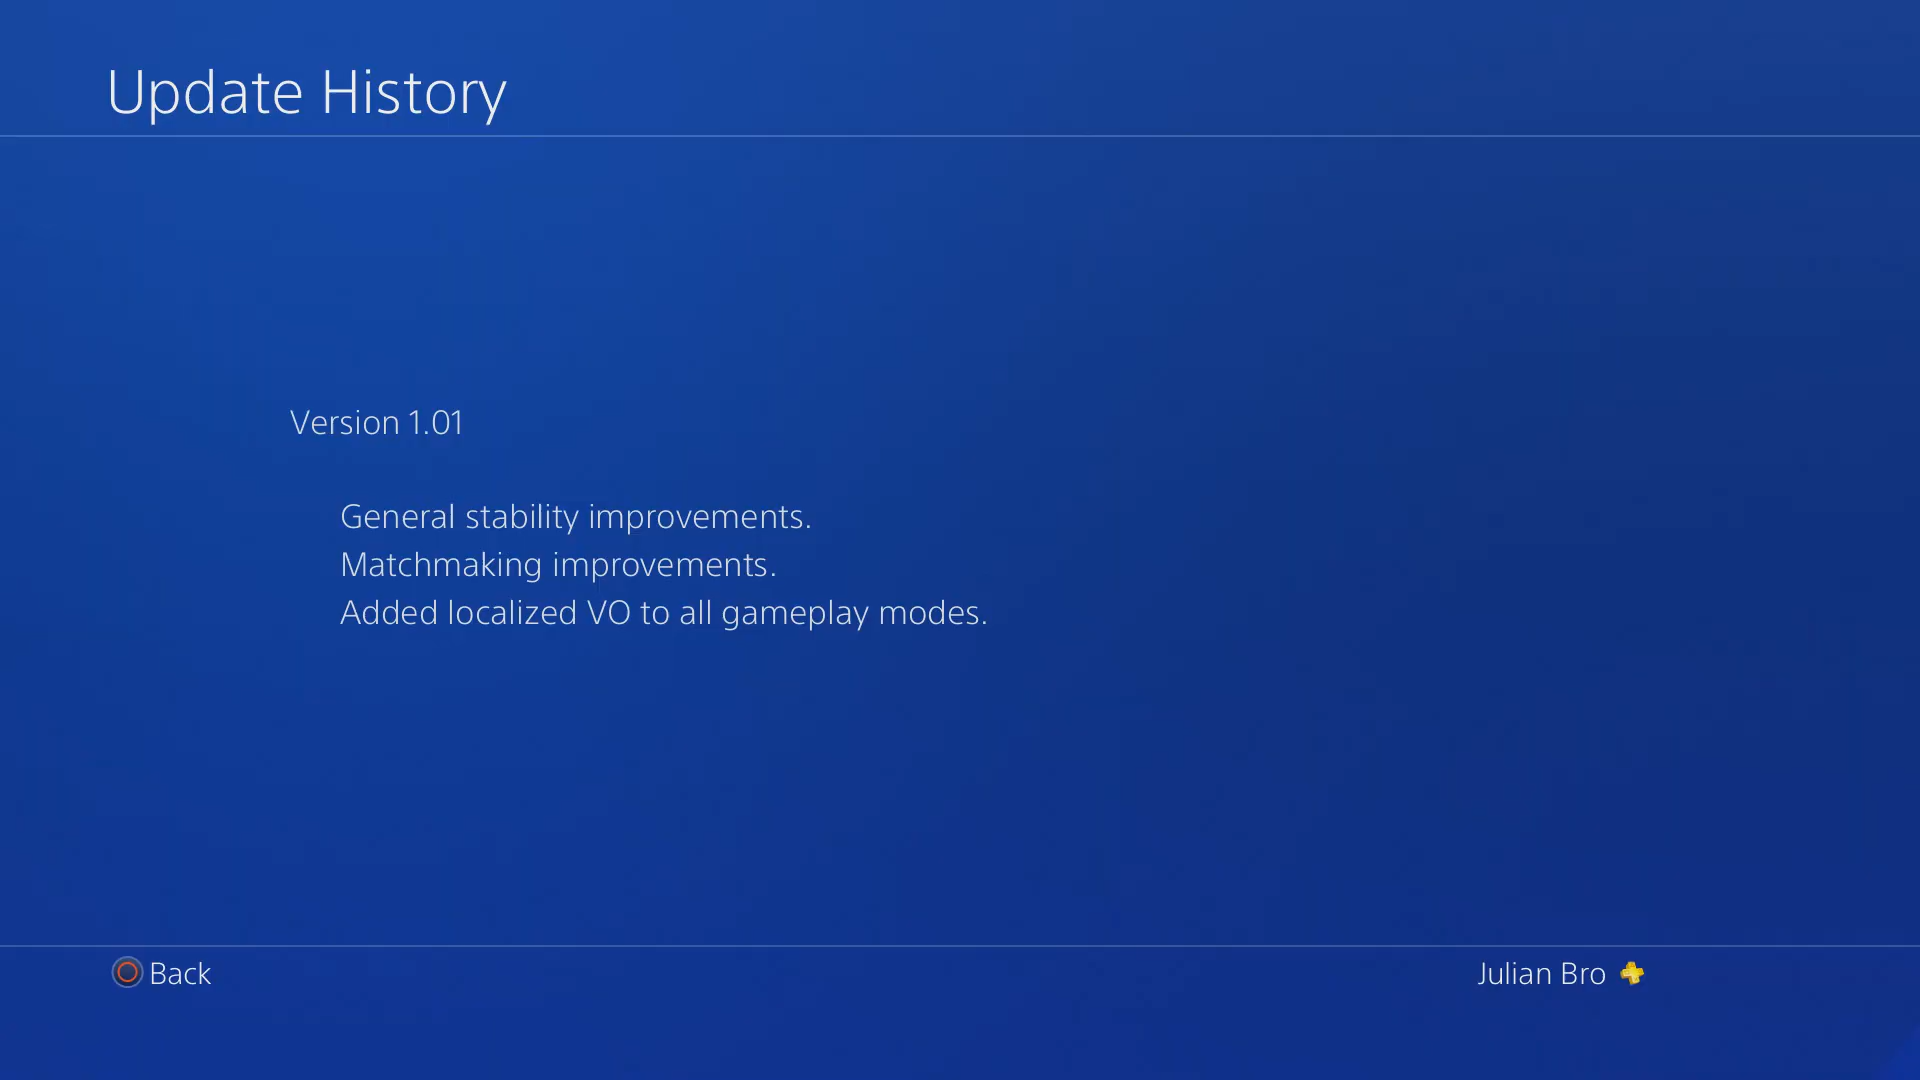 Update History
Version 1.01
General stability improvements.
Matchmaking improvements.
Added localized VO to all gameplay modes.
Back
Julian Bro